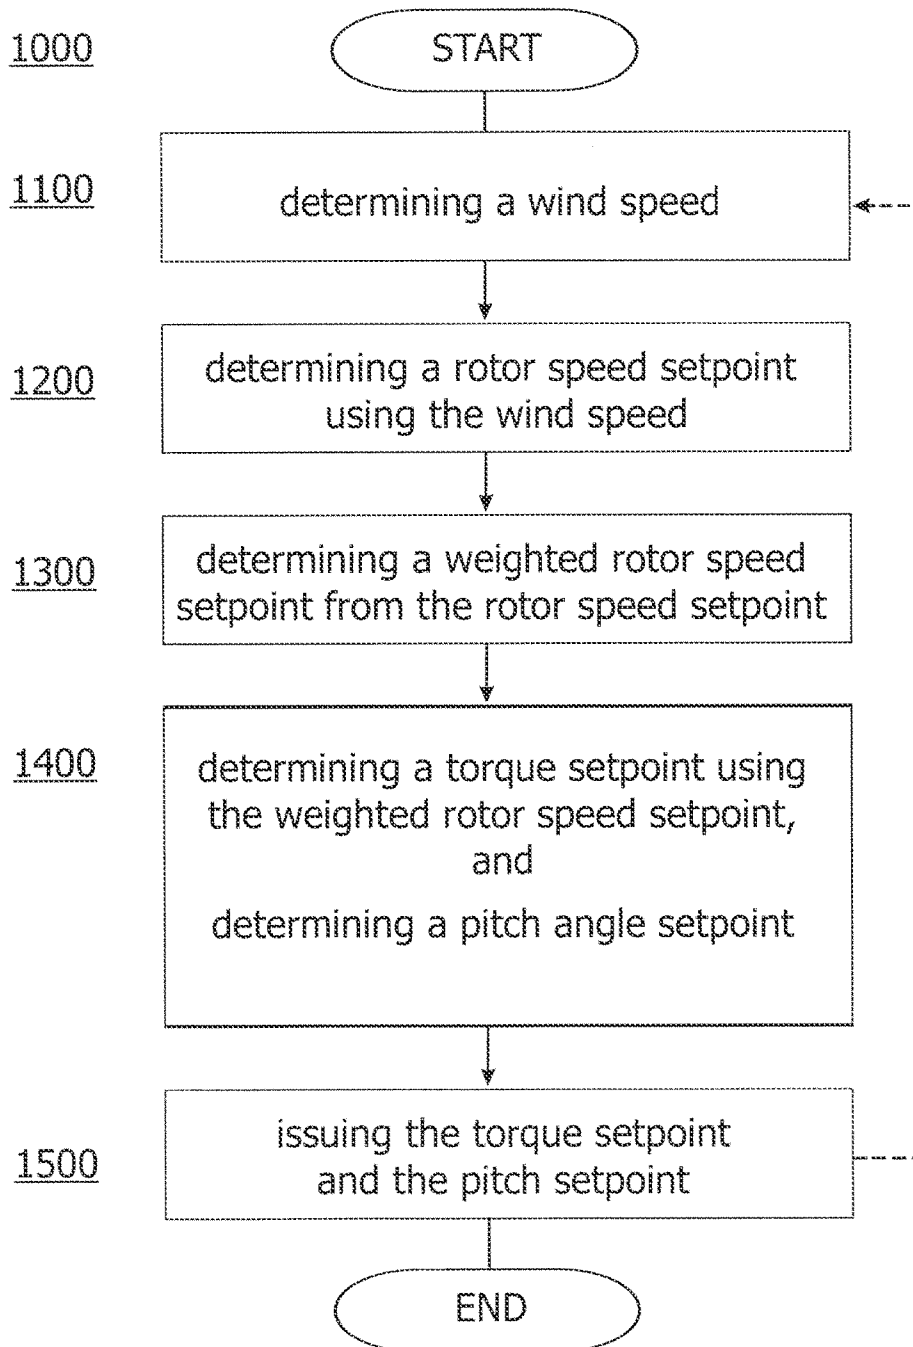 1000
START
1100
determining a wind speed
1200
determining a rotor speed setpoint
using the wind speed
1300
determining a weighted rotor speed
setpoint from the rotor speed setpoint
1400
determining a torque setpoint using
the weighted rotor speed setpoint,
and
determining a pitch angle setpoint
1500
issuing the torque setpoint
and the pitch setpoint
END